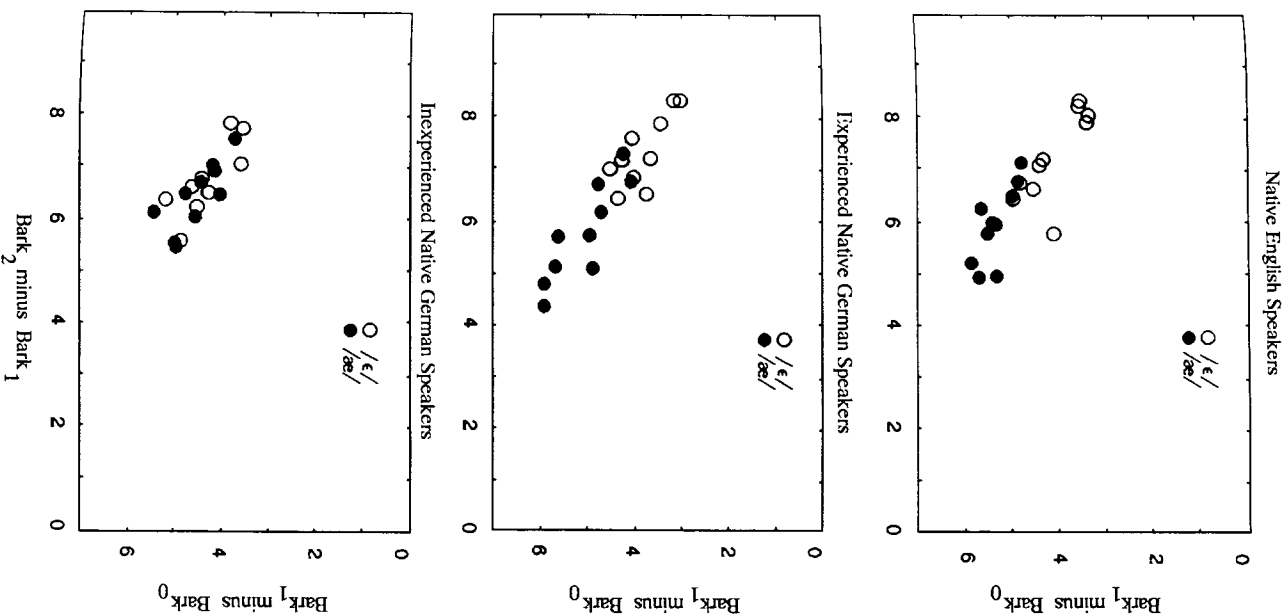 Native English Speakers
/ɛ/
/æ/
0
2
4
6
Bark₁ minus Bark₀
8 6 4 2 0
Experienced Native German Speakers
/ɛ/
/æ/
0
2
4
6
Bark₁ minus Bark₀
8 6 4 2 0
Inexperienced Native German Speakers
/ɛ/
/æ/
0
2
4
6
Bark₁ minus Bark₀
8 6 4 2 0
Bark₂ minus Bark₁